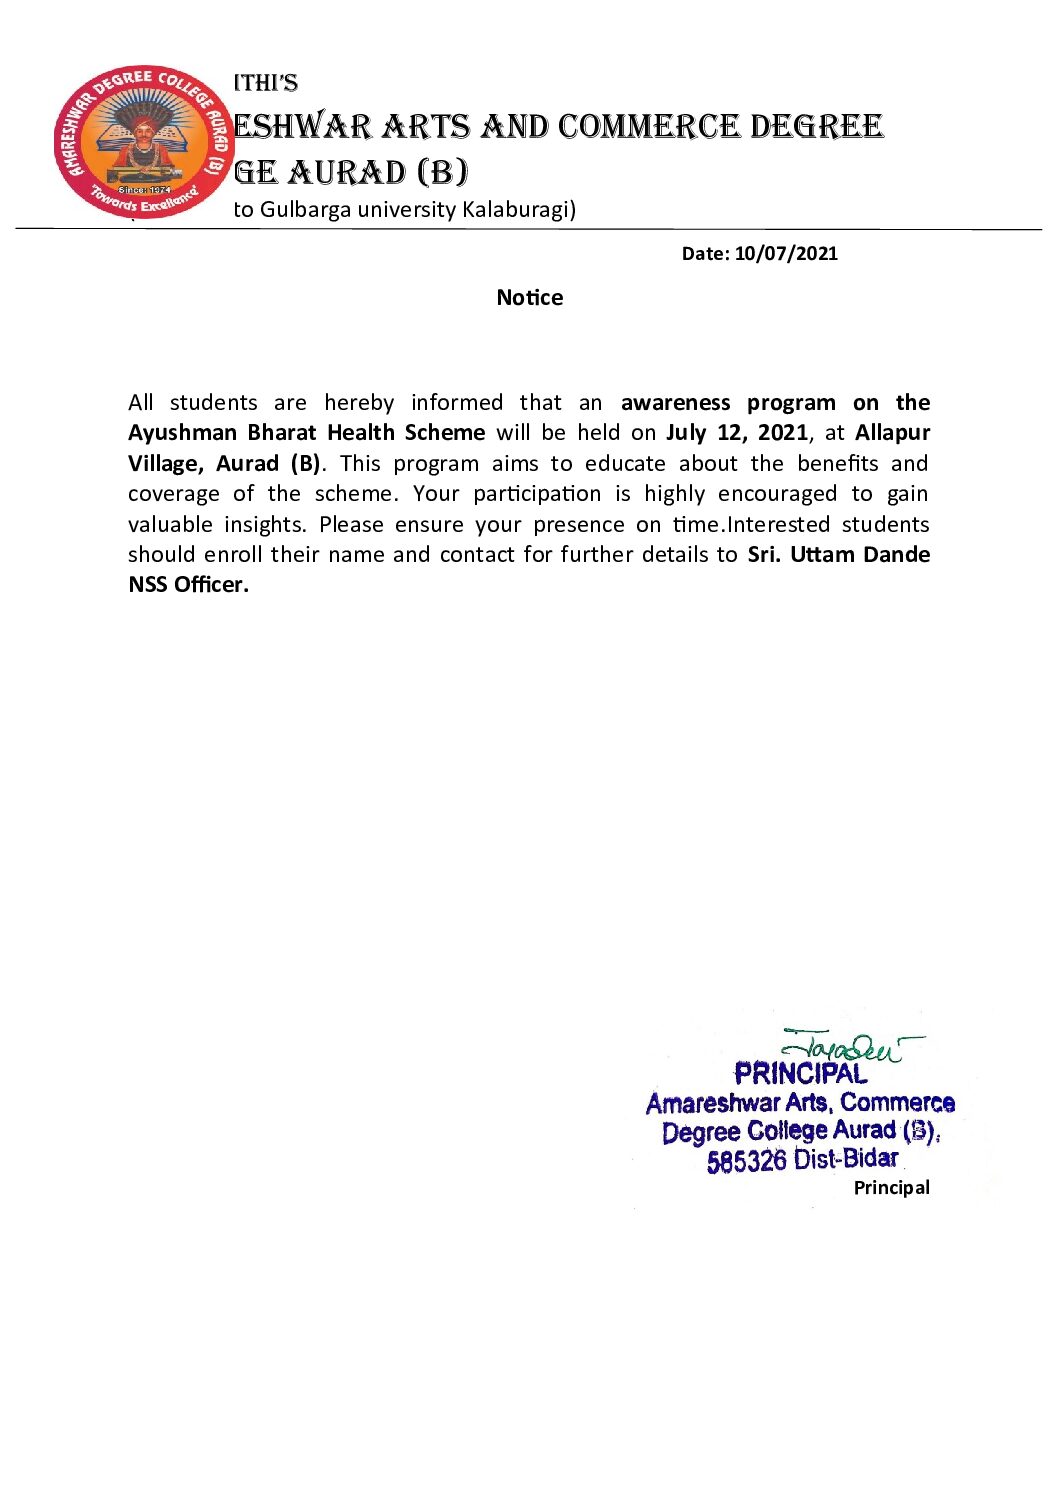 AMARESHWAR DEGREE COLLEGE AURAD (B)
Since 1974
'Towards Excellence'
ITHI'S
ESHWAR ARTS AND COMMERCE DEGREE
GE AURAD (B)
to Gulbarga university Kalaburagi)
Date: 10/07/2021
Notice
All students are hereby informed that an awareness program on the
Ayushman Bharat Health Scheme will be held on July 12, 2021, at Allapur
Village, Aurad (B). This program aims to educate about the benefits and
coverage of the scheme. Your participation is highly encouraged to gain
valuable insights. Please ensure your presence on time.Interested students
should enroll their name and contact for further details to Sri. Uttam Dande
NSS Officer.
PRINCIPAL
Amareshwar Arts, Commerce
Degree College Aurad (B),
585326 Dist-Bidar
Principal